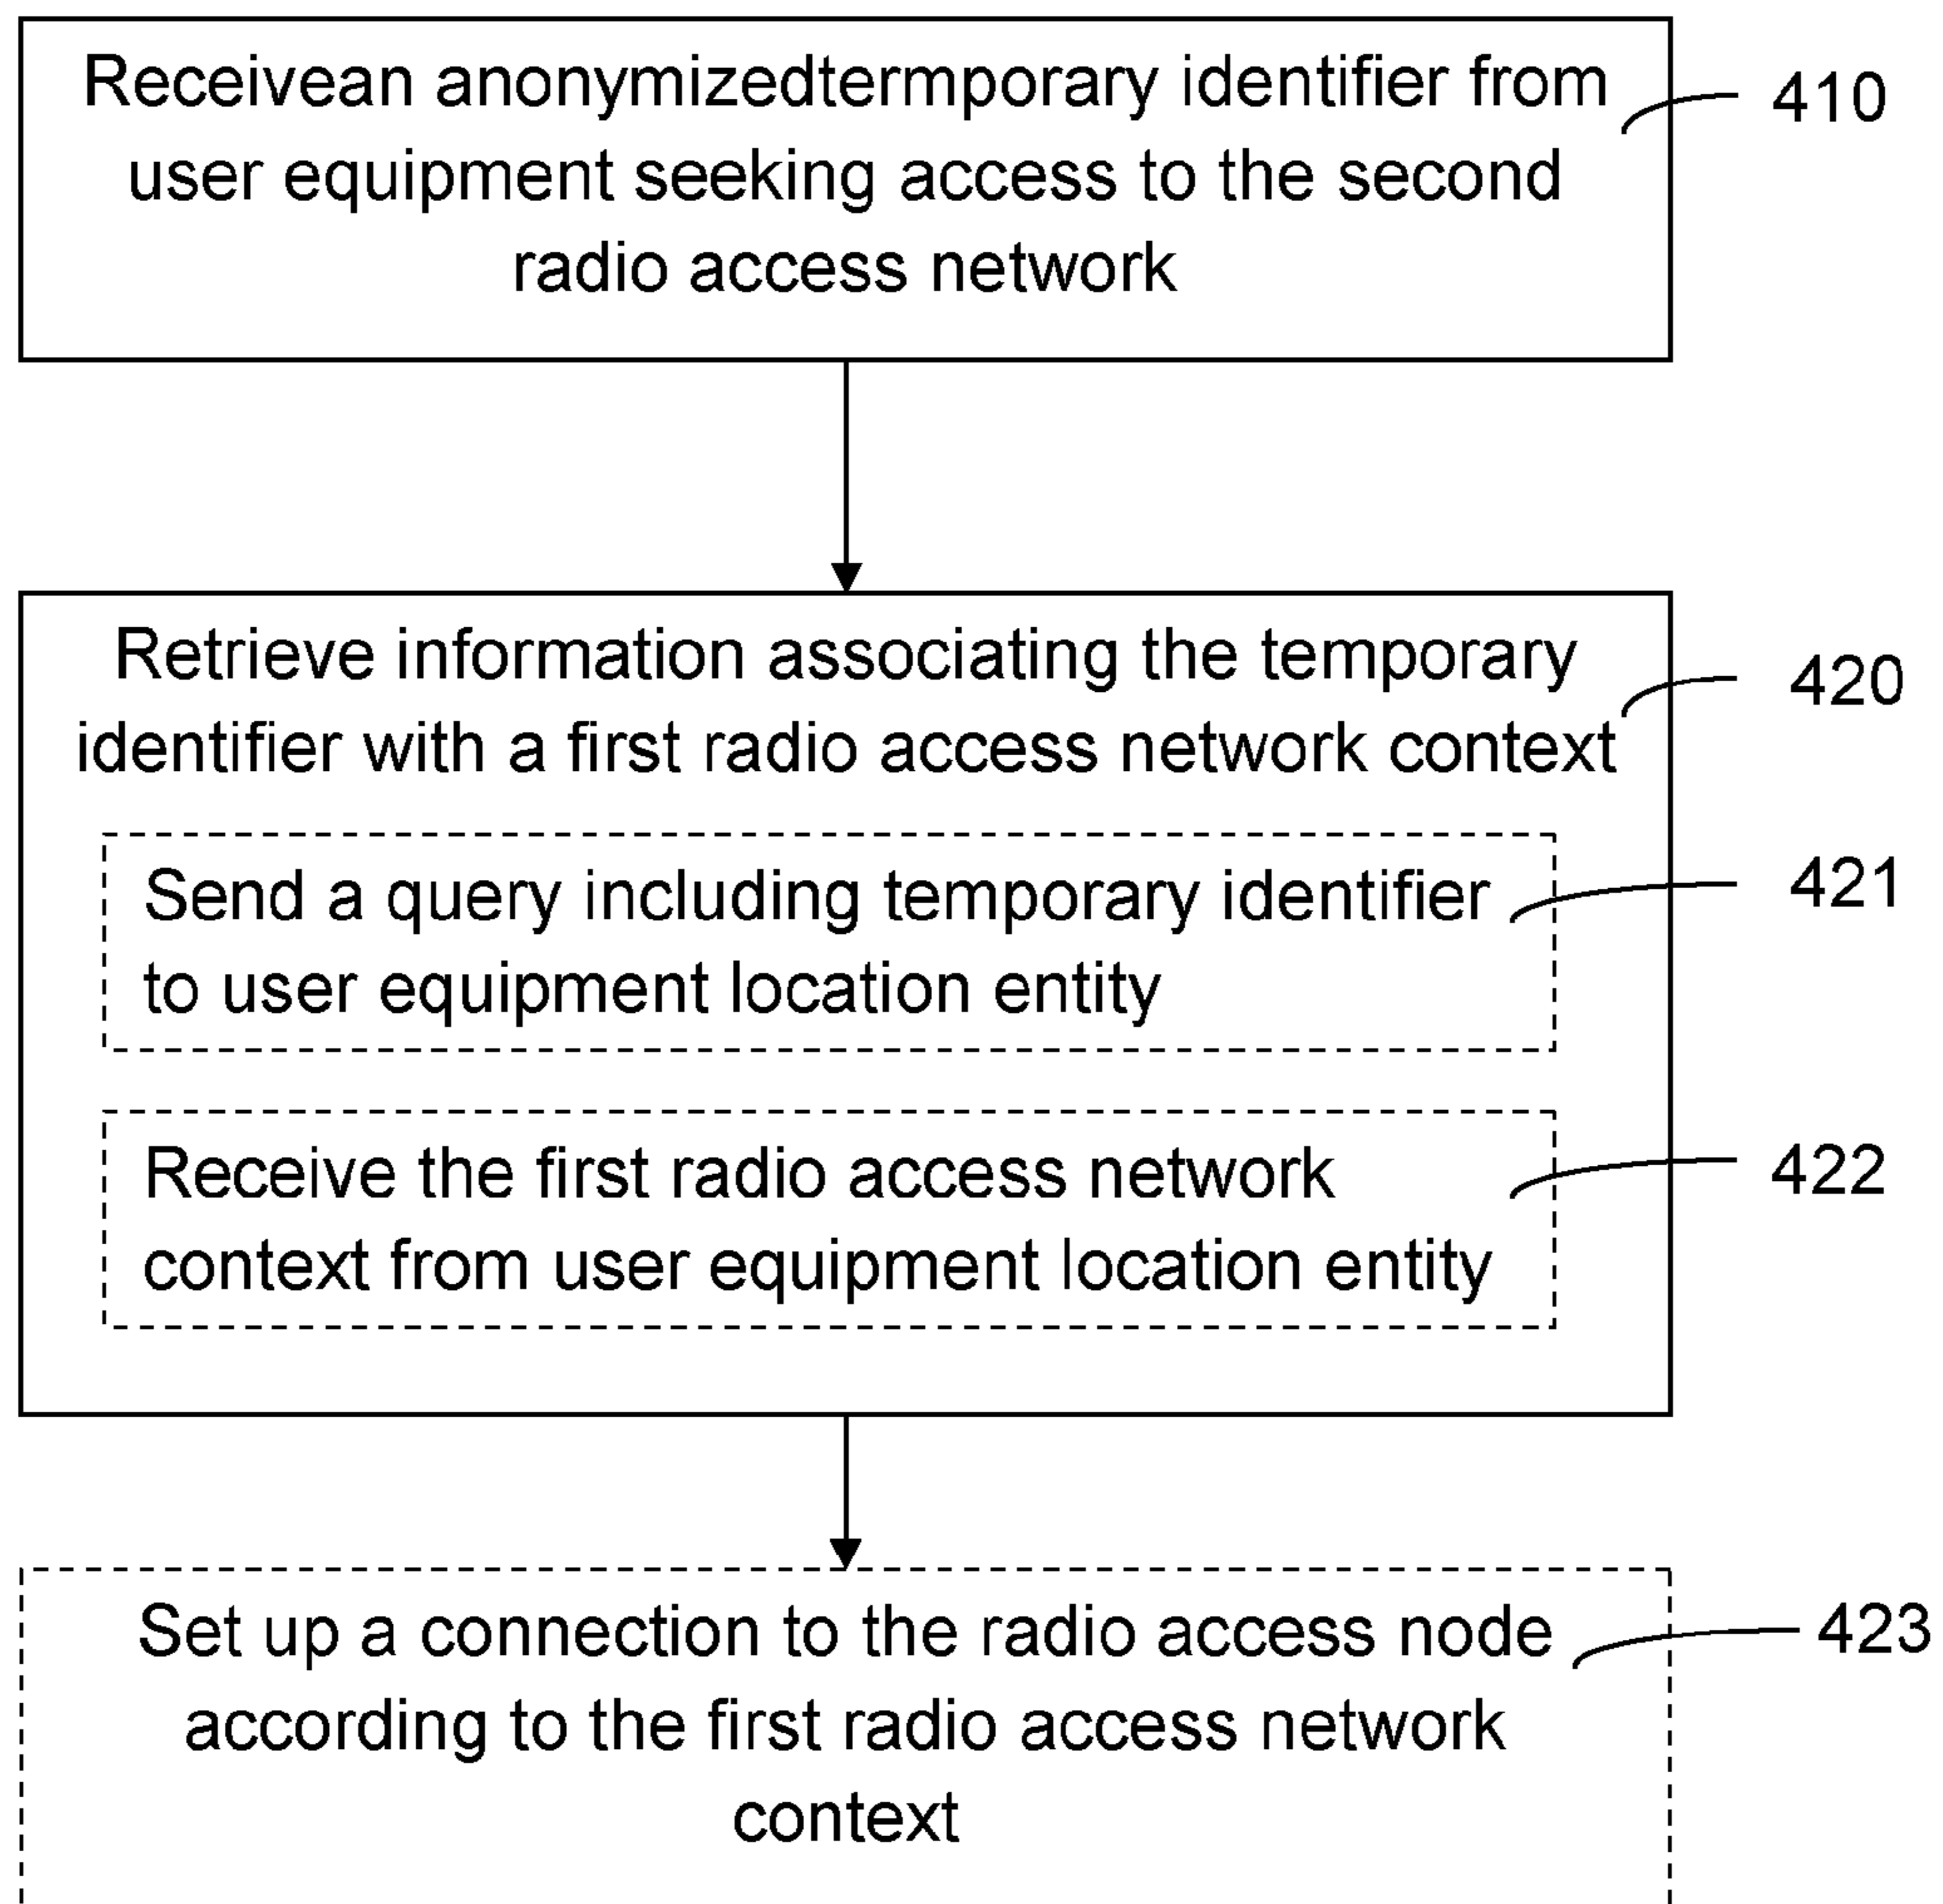 Receivean anonymizedtermporary identifier from
user equipment seeking access to the second
radio access network
410
Retrieve information associating the temporary
identifier with a first radio access network context
420
Send a query including temporary identifier
to user equipment location entity
421
Receive the first radio access network
context from user equipment location entity
422
Set up a connection to the radio access node
according to the first radio access network
context
423